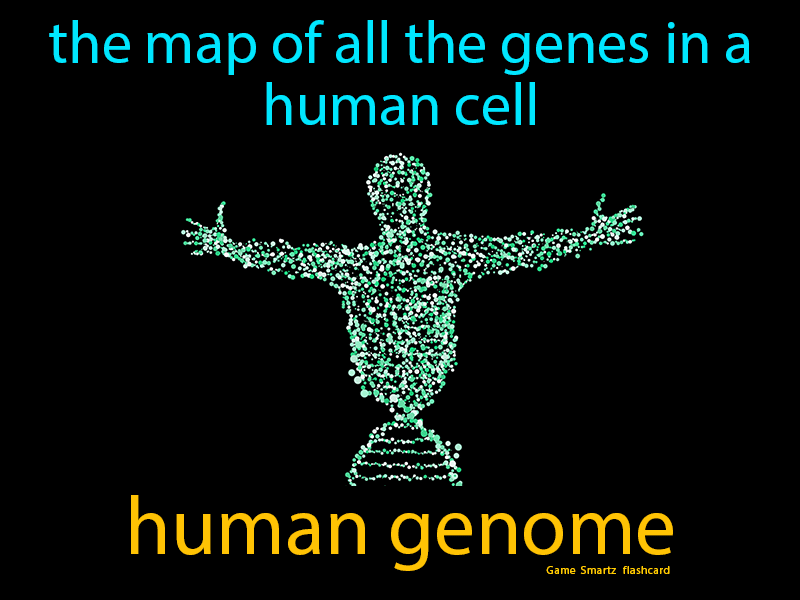 the map of all the genes in a
human cell
human genome
Game Smartz flashcard